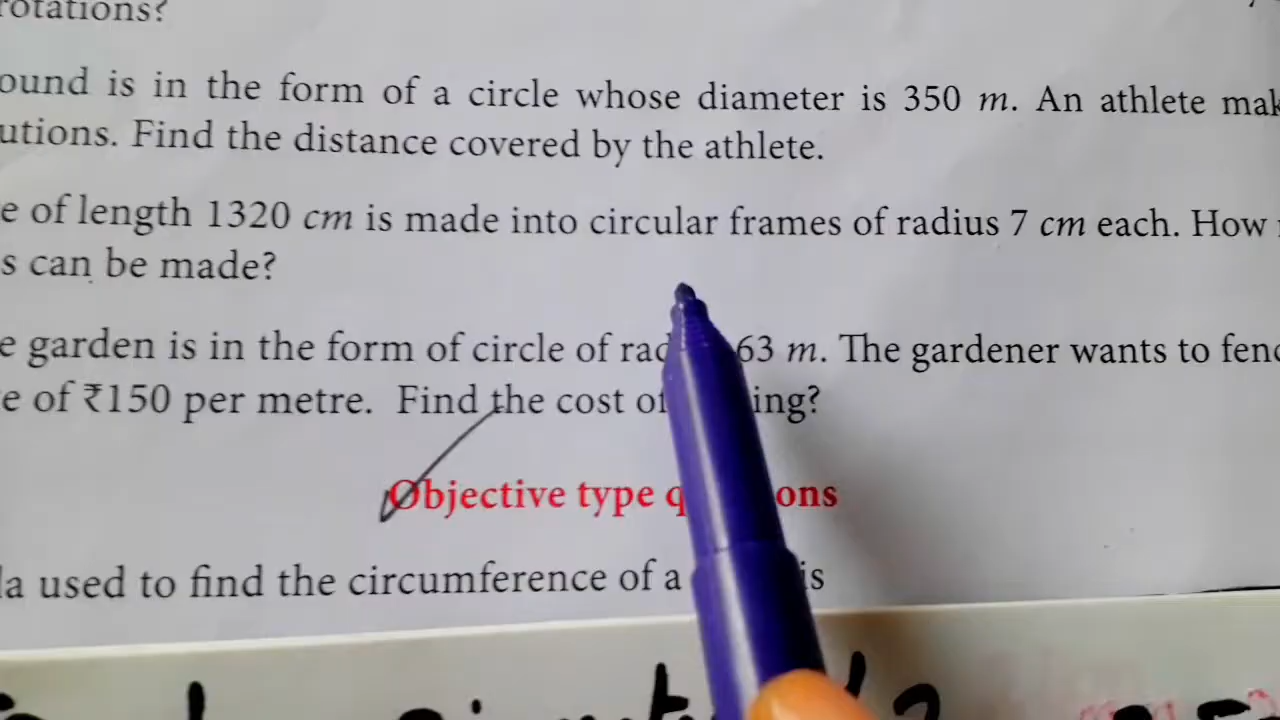 rotations?
ound is in the form of a circle whose diameter is 350 m. An athlete mak
utions. Find the distance covered by the athlete.
e of length 1320 cm is made into circular frames of radius 7 cm each. How
s can be made?
e garden is in the form of circle of rad 63 m. The gardener wants to fenc
e of ₹150 per metre. Find the cost of ing?
Objective type q ons
la used to find the circumference of a is